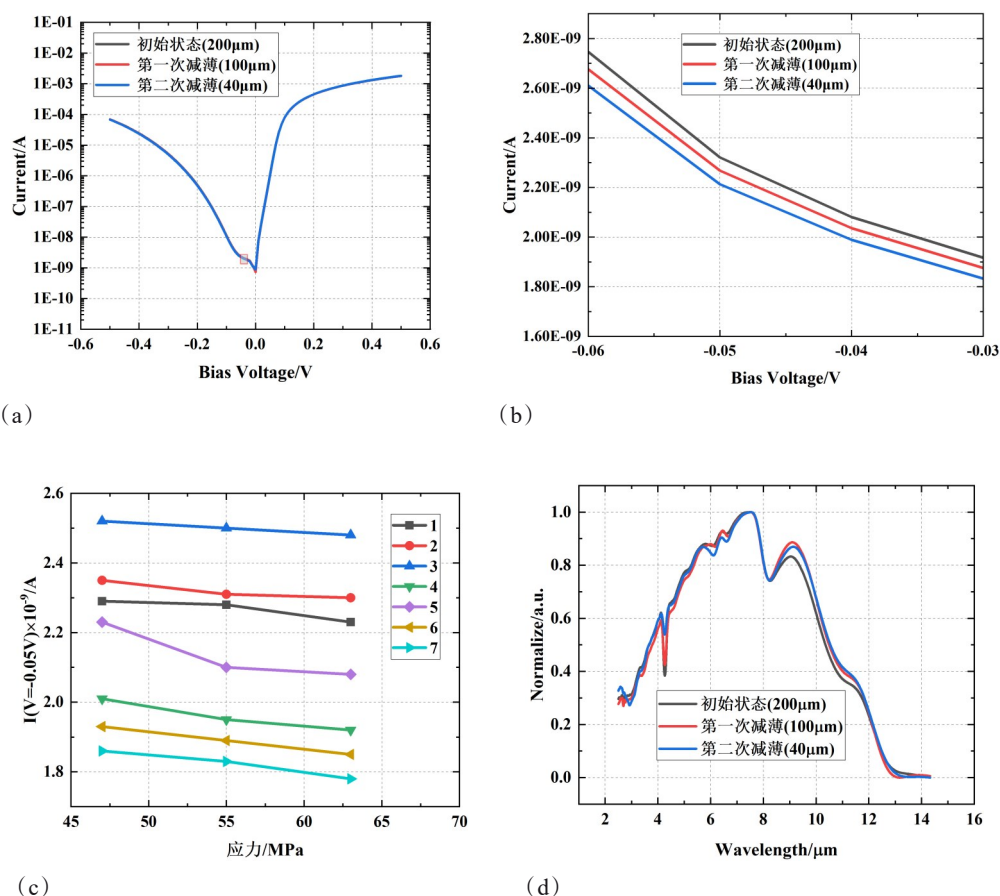 1E-01
1E-02
1E-03
1E-04
1E-05
1E-06
1E-07
1E-08
1E-09
1E-10
1E-11
Current/A
初始状态(200μm)
第一次减薄(100μm)
第二次减薄(40μm)
-0.6 -0.4 -0.2 0.0 0.2 0.4 0.6
Bias Voltage/V
(a)
2.80E-09
2.60E-09
2.40E-09
2.20E-09
2.00E-09
1.80E-09
1.60E-09
Current/A
初始状态(200μm)
第一次减薄(100μm)
第二次减薄(40μm)
-0.06 -0.05 -0.04 -0.03
Bias Voltage/V
(b)
2.6
2.4
2.2
2.0
1.8
I(V=-0.05V)×10⁻⁹/A
1
2
3
4
5
6
7
45 50 55 60 65 70
应力/MPa
(c)
1.0
0.8
0.6
0.4
0.2
0.0
Normalize/a.u.
初始状态(200μm)
第一次减薄(100μm)
第二次减薄(40μm)
2 4 6 8 10 12 14 16
Wavelength/μm
(d)